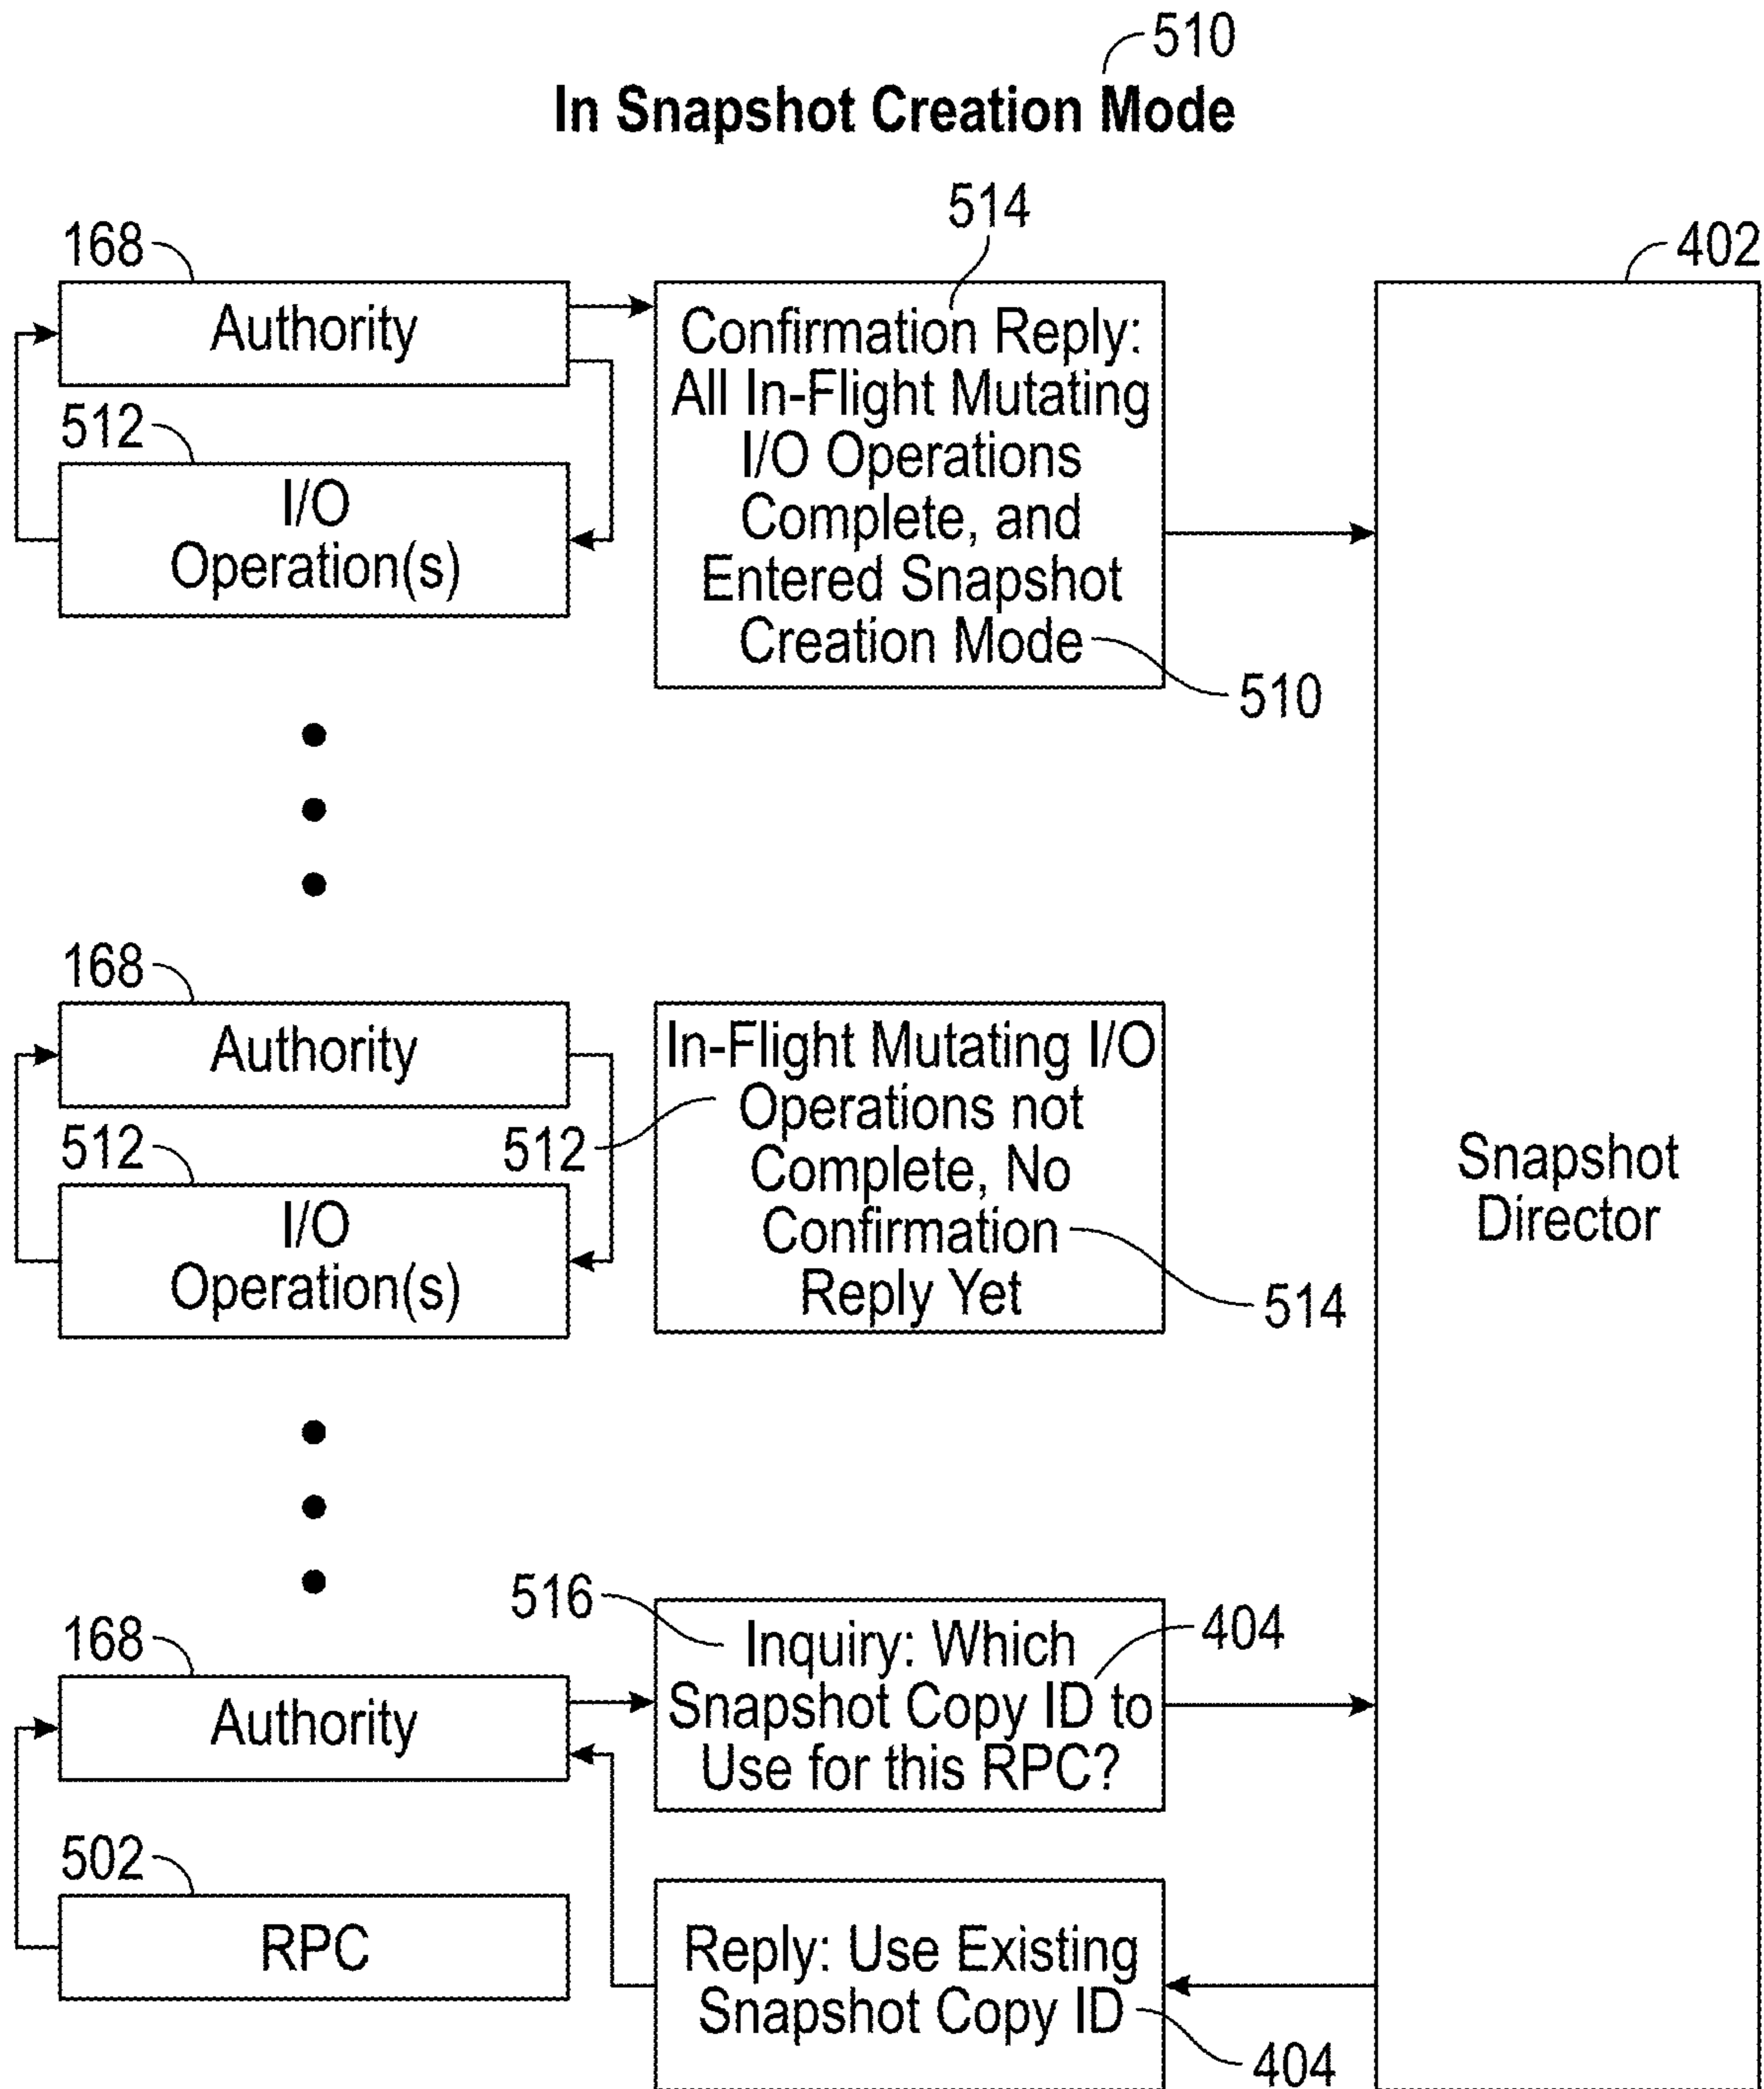 510
In Snapshot Creation Mode
514
168
402
Authority
Confirmation Reply:
All In-Flight Mutating
I/O Operations
Complete, and
Entered Snapshot
Creation Mode
510
512
I/O
Operation(s)
168
Authority
In-Flight Mutating I/O
Operations not
Complete, No
Confirmation
Reply Yet
512
514
512
I/O
Operation(s)
Snapshot
Director
516
404
168
Authority
Inquiry: Which
Snapshot Copy ID to
Use for this RPC?
502
RPC
Reply: Use Existing
Snapshot Copy ID
404